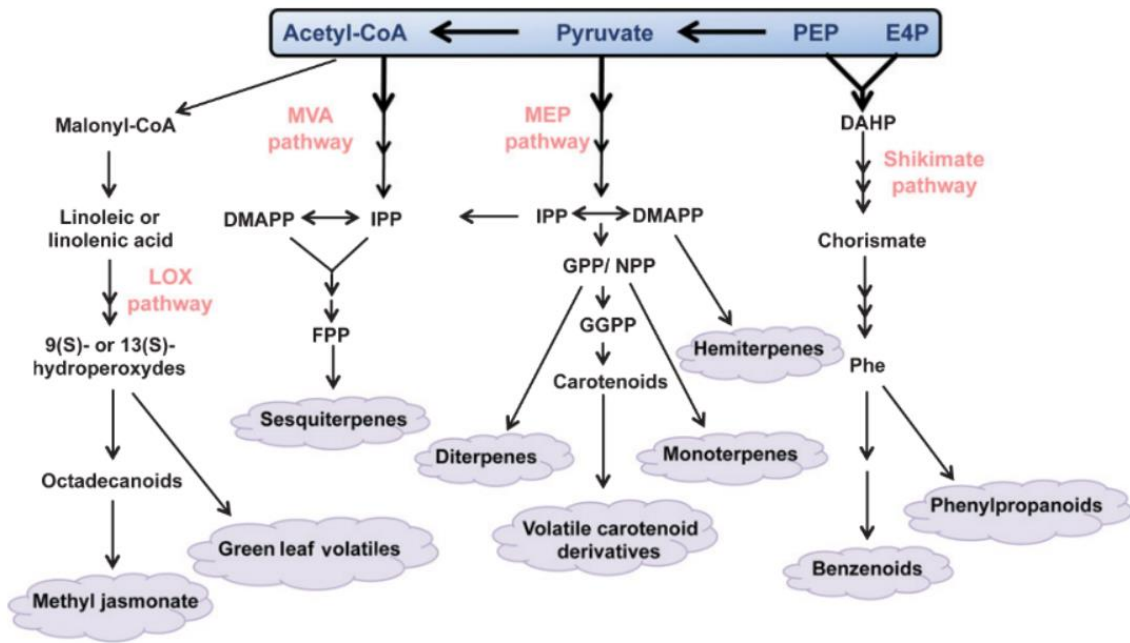 Acetyl-CoA
Pyruvate
PEP
E4P
Malonyl-CoA
MVA
pathway
MEP
pathway
DAHP
Shikimate
pathway
Linoleic or
linolenic acid
DMAPP
IPP
IPP
DMAPP
Chorismate
LOX
pathway
GPP/ NPP
9(S)- or 13(S)-
hydroperoxydes
FPP
GGPP
Hemiterpenes
Phe
Carotenoids
Sesquiterpenes
Diterpenes
Monoterpenes
Octadecanoids
Phenylpropanoids
Green leaf volatiles
Volatile carotenoid
derivatives
Benzenoids
Methyl jasmonate